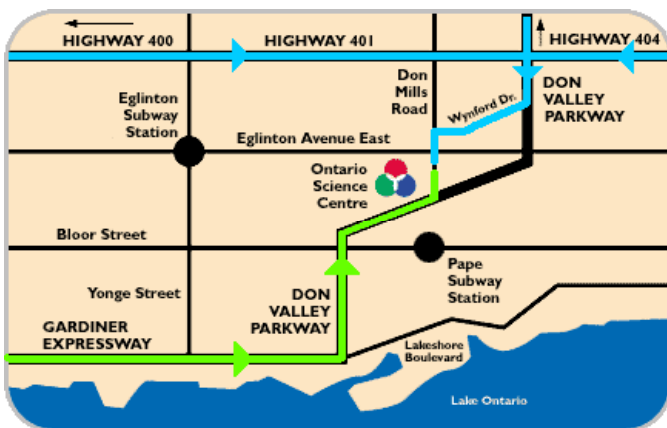 HIGHWAY 400
HIGHWAY 401
HIGHWAY 404
Don
Mills
Road
DON
VALLEY
PARKWAY
Wynford Dr.
Eglinton
Subway
Station
Eglinton Avenue East
Ontario
Science
Centre
Bloor Street
Pape
Subway
Station
Yonge Street
DON
VALLEY
PARKWAY
GARDINER
EXPRESSWAY
Lakeshore
Boulevard
Lake Ontario